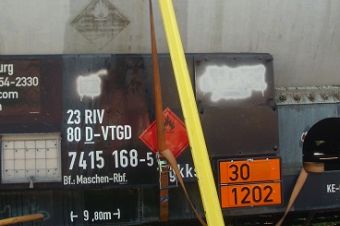 urg
54-2330
com
23 RIV
80 D-VTGD
7415 168-5
gkks
Bf.: Maschen-Rbf.
9,80m
30
1202
KE-